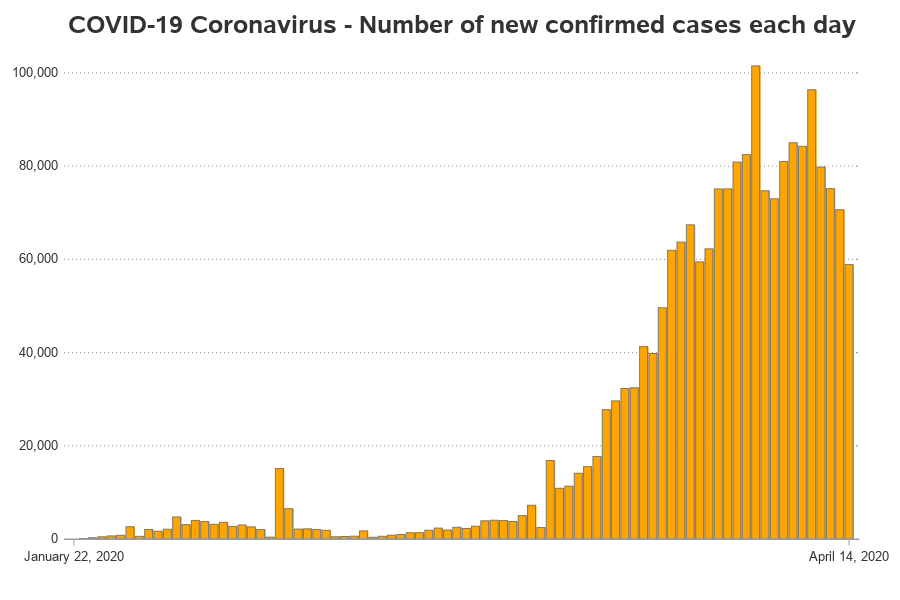 COVID-19 Coronavirus - Number of new confirmed cases each day
100,000
80,000
60,000
40,000
20,000
0
January 22, 2020
April 14, 2020